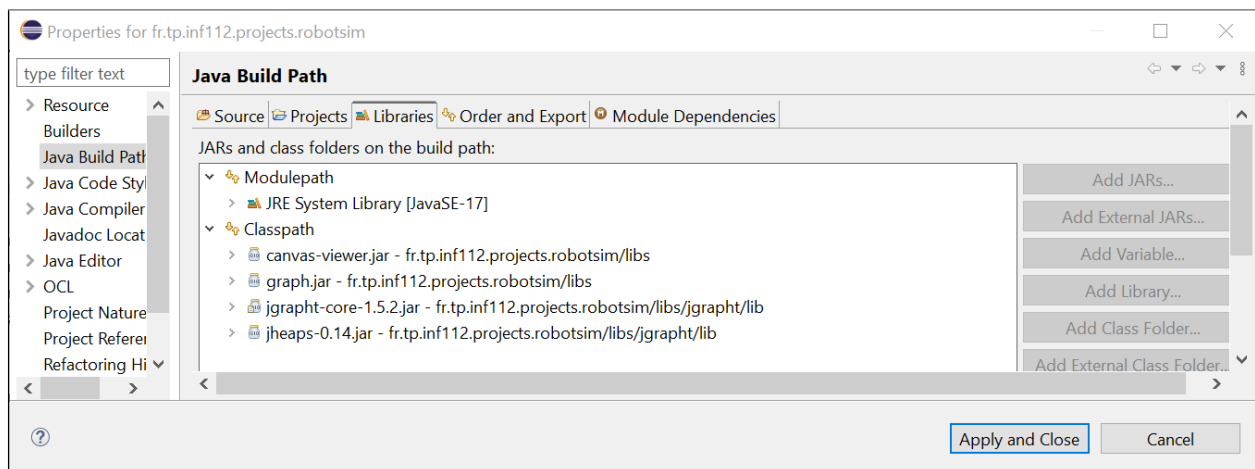 Properties for fr.tp.inf112.projects.robotsim
type filter text
Resource
Builders
Java Build Path
Java Code Styl
Java Compiler
Javadoc Locat
Java Editor
OCL
Project Nature
Project Referer
Refactoring Hi
Java Build Path
Source Projects Libraries Order and Export Module Dependencies
JARs and class folders on the build path:
Modulepath
JRE System Library [JavaSE-17]
Classpath
canvas-viewer.jar - fr.tp.inf112.projects.robotsim/libs
graph.jar - fr.tp.inf112.projects.robotsim/libs
jgrapht-core-1.5.2.jar - fr.tp.inf112.projects.robotsim/libs/jgrapht/lib
jheaps-0.14.jar - fr.tp.inf112.projects.robotsim/libs/jgrapht/lib
Add JARs...
Add External JARs...
Add Variable...
Add Library...
Add Class Folder...
Add External Class Folder...
Apply and Close
Cancel